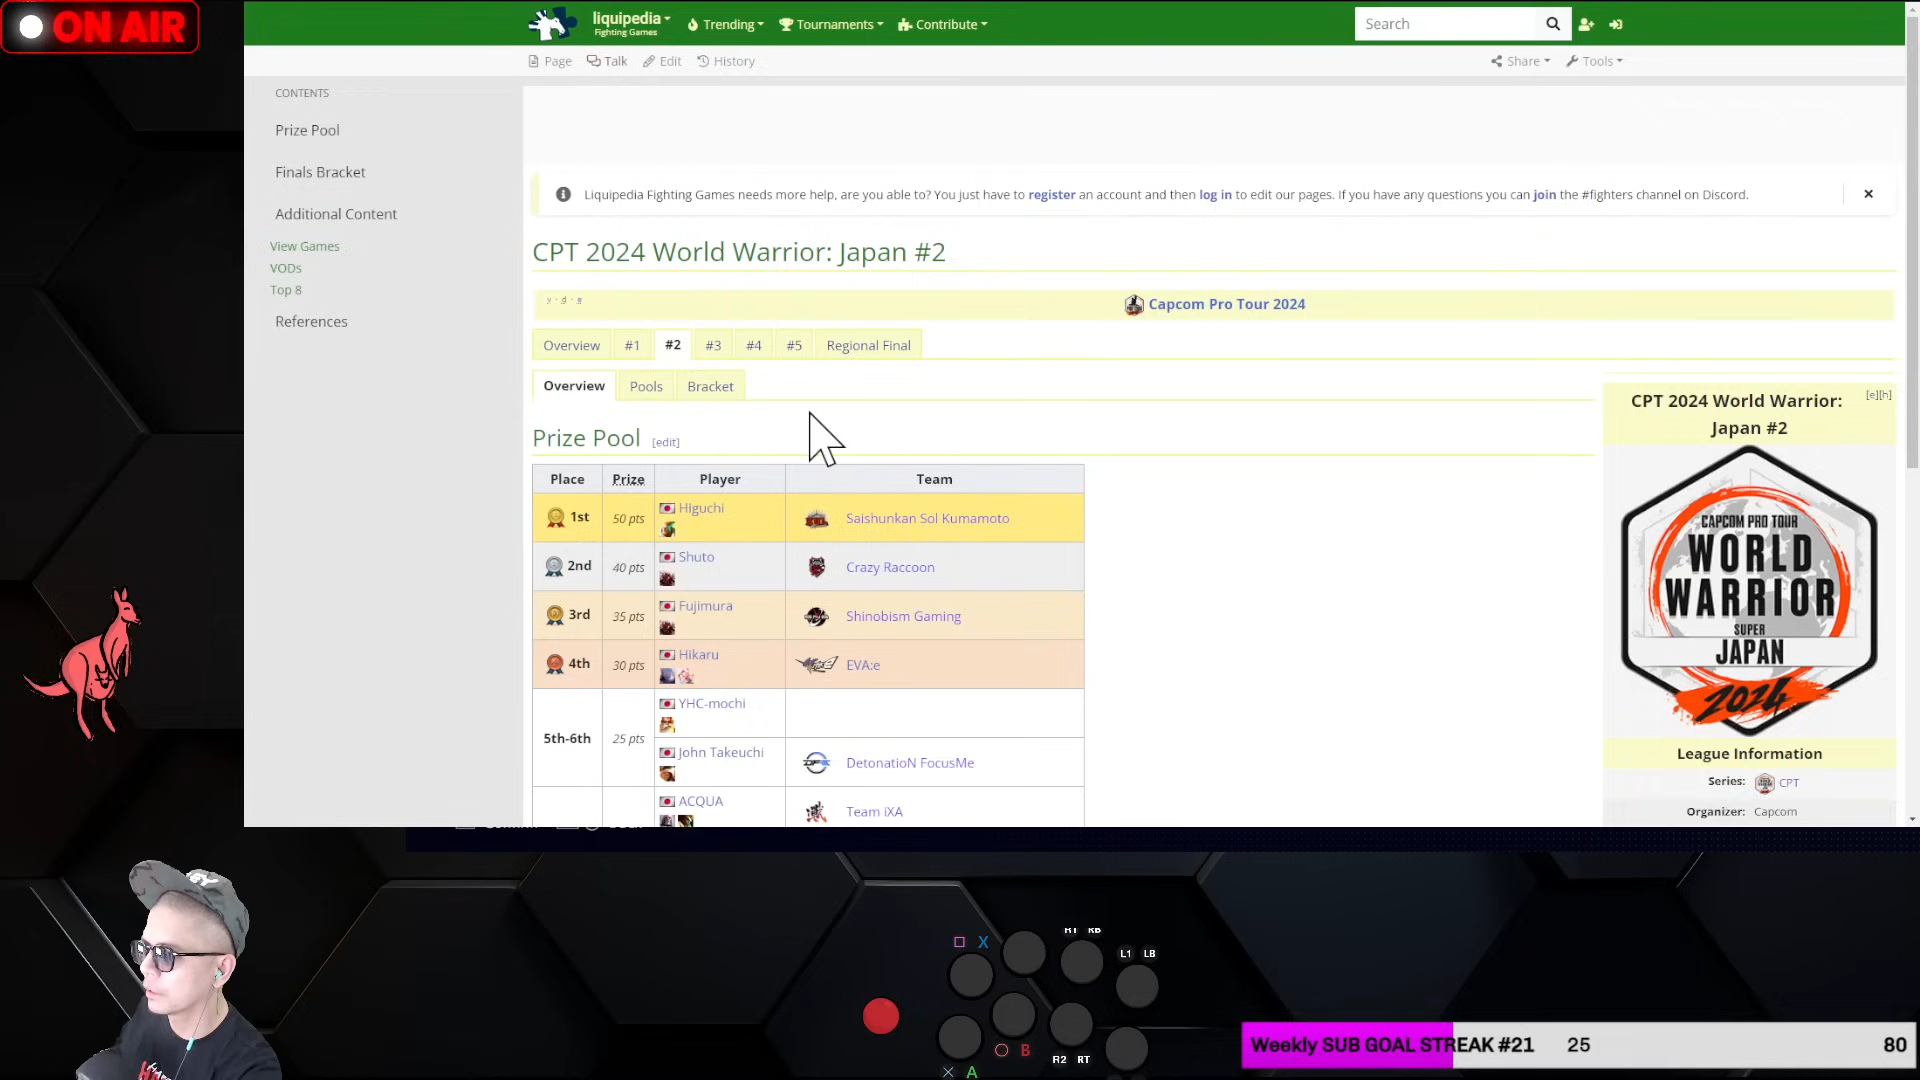 ON AIR
liquipedia
Fighting Games
Trending
Tournaments
Contribute
Search
Page
Talk
Edit
History
Share
Tools
CONTENTS
Prize Pool
Finals Bracket
Additional Content
View Games
VODs
Top 8
References
Liquipedia Fighting Games needs more help, are you able to? You just have to register an account and then log in to edit our pages. If you have any questions you can join the #fighters channel on Discord.
CPT 2024 World Warrior: Japan #2
v · d · e
Capcom Pro Tour 2024
Overview #1 #2 #3 #4 #5 Regional Final
Overview Pools Bracket
Prize Pool [edit]
Place Prize Player Team
1st 50 pts Higuchi Saishunkan Sol Kumamoto
2nd 40 pts Shuto Crazy Raccoon
3rd 35 pts Fujimura Shinobism Gaming
4th 30 pts Hikaru EVA:e
5th-6th 25 pts YHC-mochi
John Takeuchi DetonatioN FocusMe
ACQUA Team iXA
[e][h]
CPT 2024 World Warrior:
Japan #2
CAPCOM PRO TOUR
WORLD
WARRIOR
SUPER
JAPAN
2024
League Information
Series: CPT
Organizer: Capcom
X
R1 RB
L1 LB
B
R2 RT
A
Weekly SUB GOAL STREAK #21 25 80